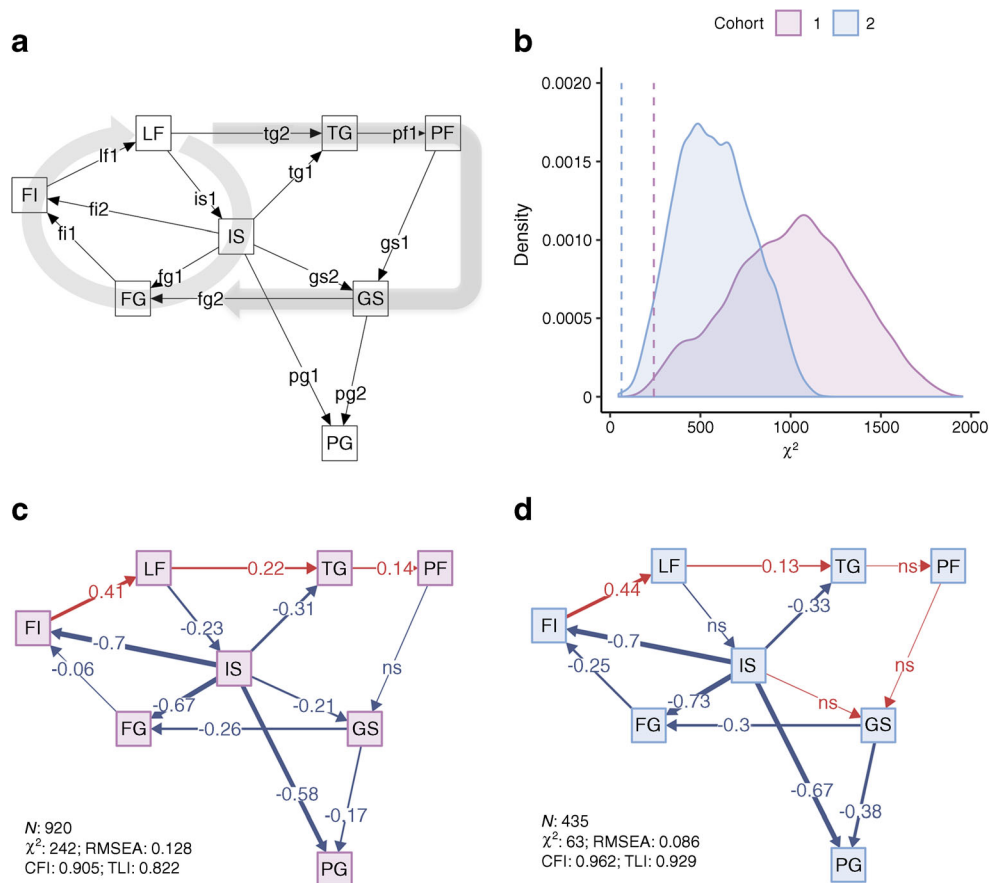 Cohort 1 2
a
b
LF
tg2
TG
pf1
PF
lf1
tg1
FI
is1
fi2
fi1
IS
gs1
fg1
gs2
FG
fg2
GS
pg1
pg2
PG
0.0020
0.0015
0.0010
0.0005
0
Density
0 500 1000 1500 2000
χ²
c
LF
0.22
TG
0.14
PF
0.41
-0.31
FI
-0.23
-0.7
-0.06
IS
ns
-0.67
-0.21
FG
-0.26
GS
-0.58
-0.17
N: 920
χ²: 242; RMSEA: 0.128
CFI: 0.905; TLI: 0.822
PG
d
LF
0.13
TG
ns
PF
0.44
-0.33
FI
ns
-0.7
-0.25
IS
ns
-0.73
ns
FG
-0.3
GS
-0.67
-0.38
N: 435
χ²: 63; RMSEA: 0.086
CFI: 0.962; TLI: 0.929
PG